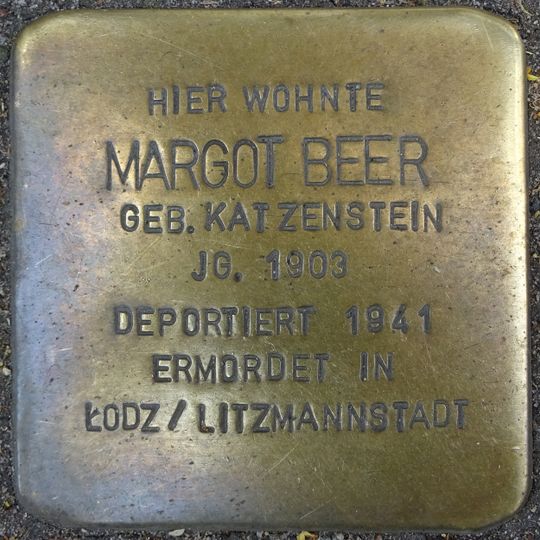 HIER WOHNTE
MARGOT BEER
GEB. KATZENSTEIN
JG. 1903
DEPORTIERT 1941
ERMORDET IN
ŁODZ / LITZMANNSTADT